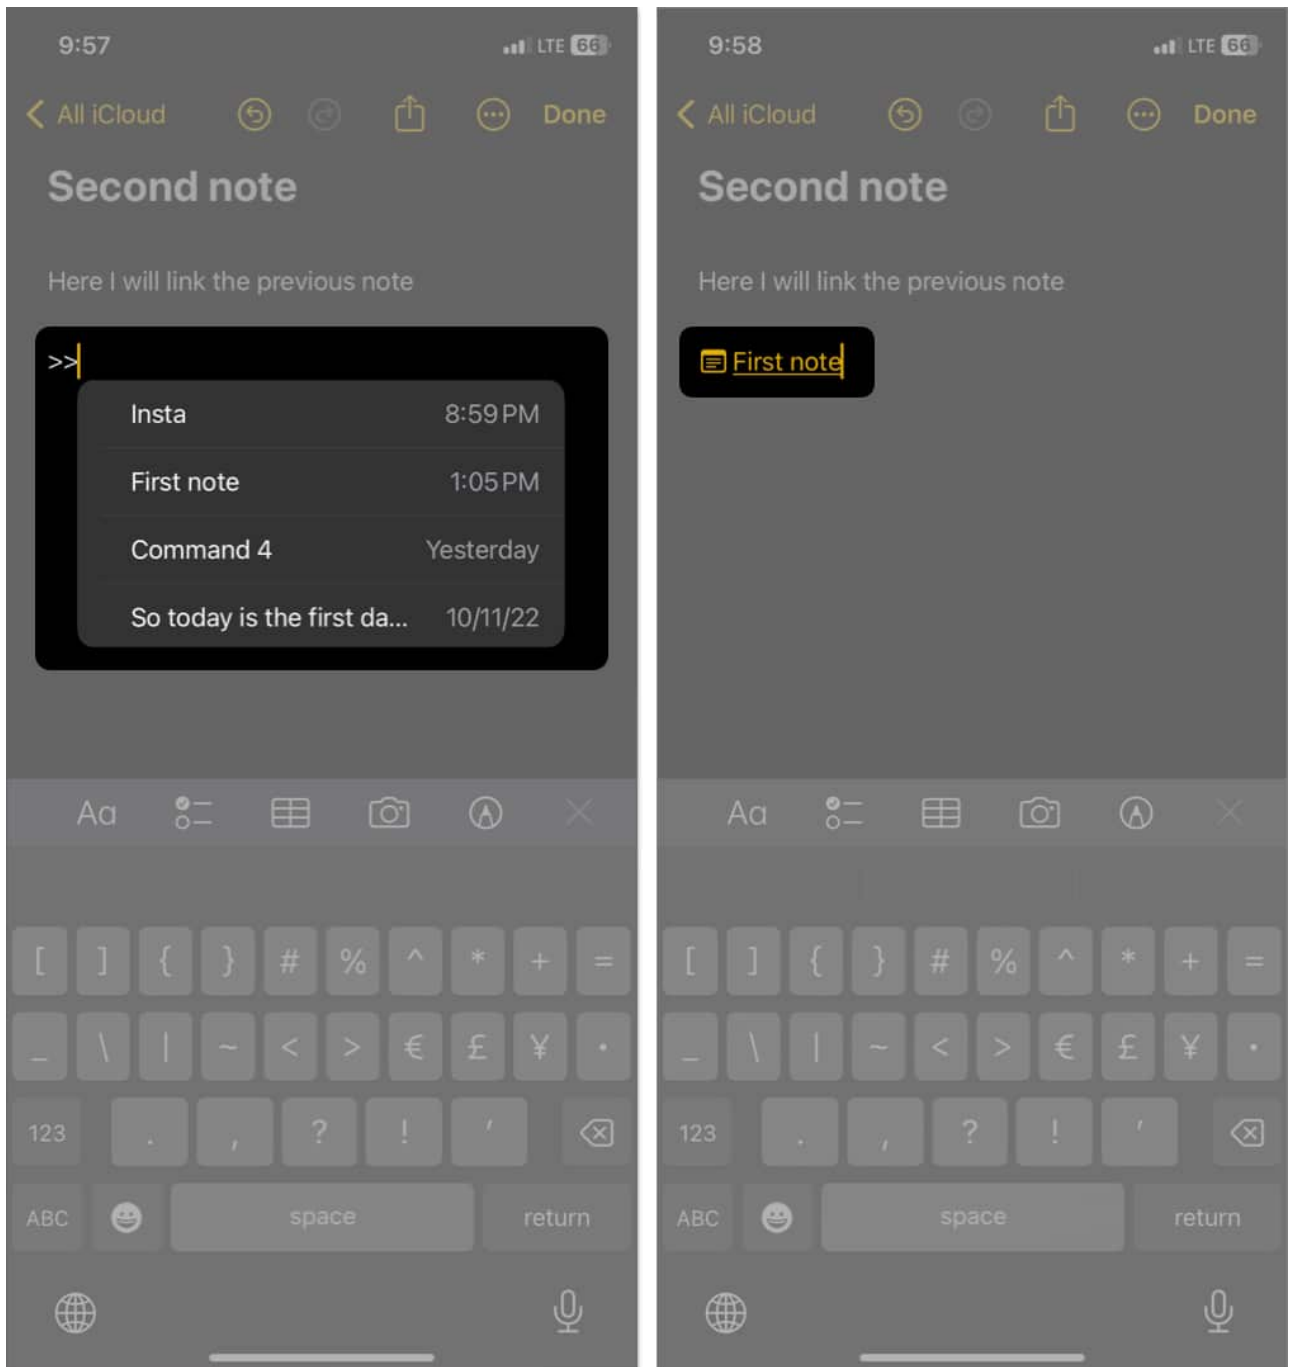 9:57
LTE 66
All iCloud
Done
Second note
Here I will link the previous note
>>
Insta 8:59 PM
First note 1:05 PM
Command 4 Yesterday
So today is the first da... 10/11/22
Aa
[ ] { } # % ^ * + =
_ \ | ~ < > € £ ¥ •
123 . , ? ! '
ABC space return
9:58
LTE 66
All iCloud
Done
Second note
Here I will link the previous note
First note
Aa
[ ] { } # % ^ * + =
_ \ | ~ < > € £ ¥ •
123 . , ? ! '
ABC space return